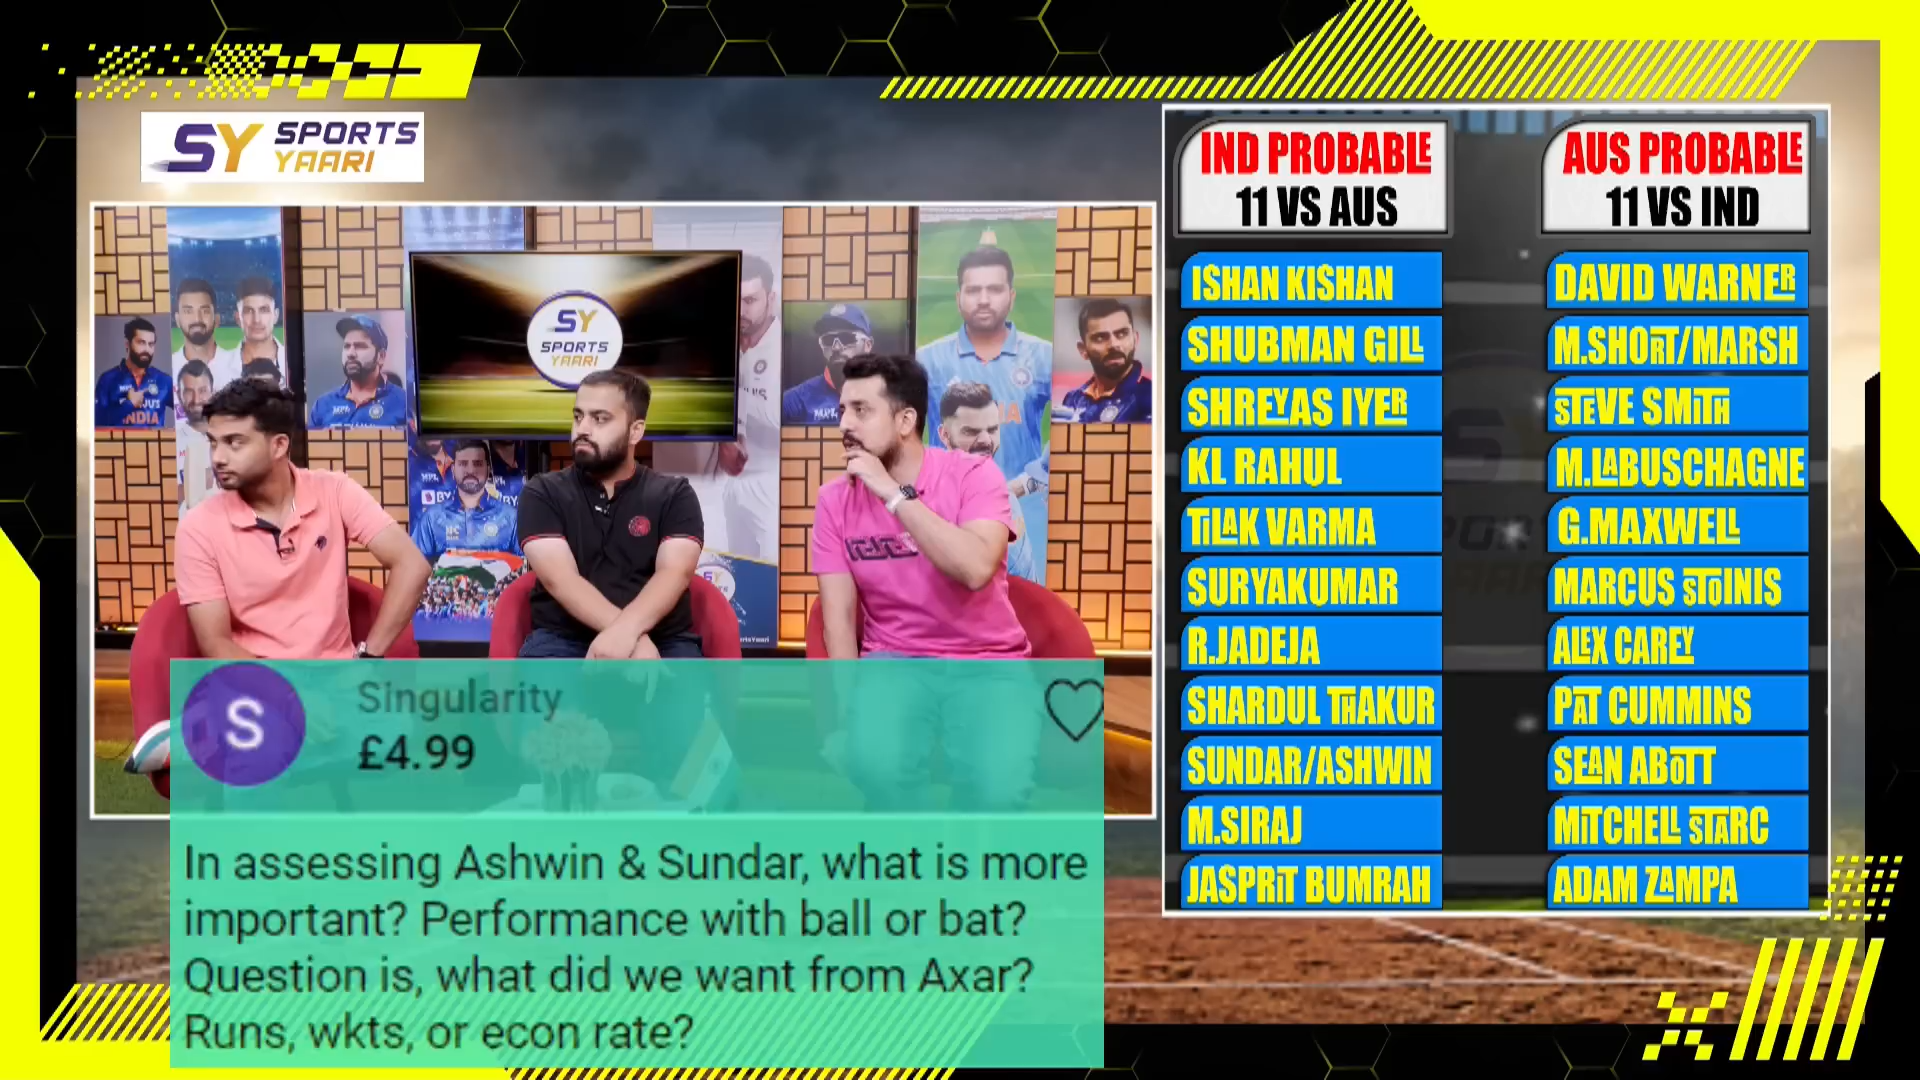 SY SPORTS
YAARI
IND PROBABLE
11 VS AUS
ISHAN KISHAN
SHUBMAN GILL
SHREYAS IYER
KL RAHUL
TILAK VARMA
SURYAKUMAR
R.JADEJA
SHARDUL THAKUR
SUNDAR/ASHWIN
M.SIRAJ
JASPRIT BUMRAH
AUS PROBABLE
11 VS IND
DAVID WARNER
M.SHORT/MARSH
STEVE SMITH
M.LABUSCHAGNE
G.MAXWELL
MARCUS STOINIS
ALEX CAREY
PAT CUMMINS
SEAN ABOTT
MITCHELL STARC
ADAM ZAMPA
SY
SPORTS
YAARI
INDIA
S
Singularity
£4.99
In assessing Ashwin & Sundar, what is more
important? Performance with ball or bat?
Question is, what did we want from Axar?
Runs, wkts, or econ rate?